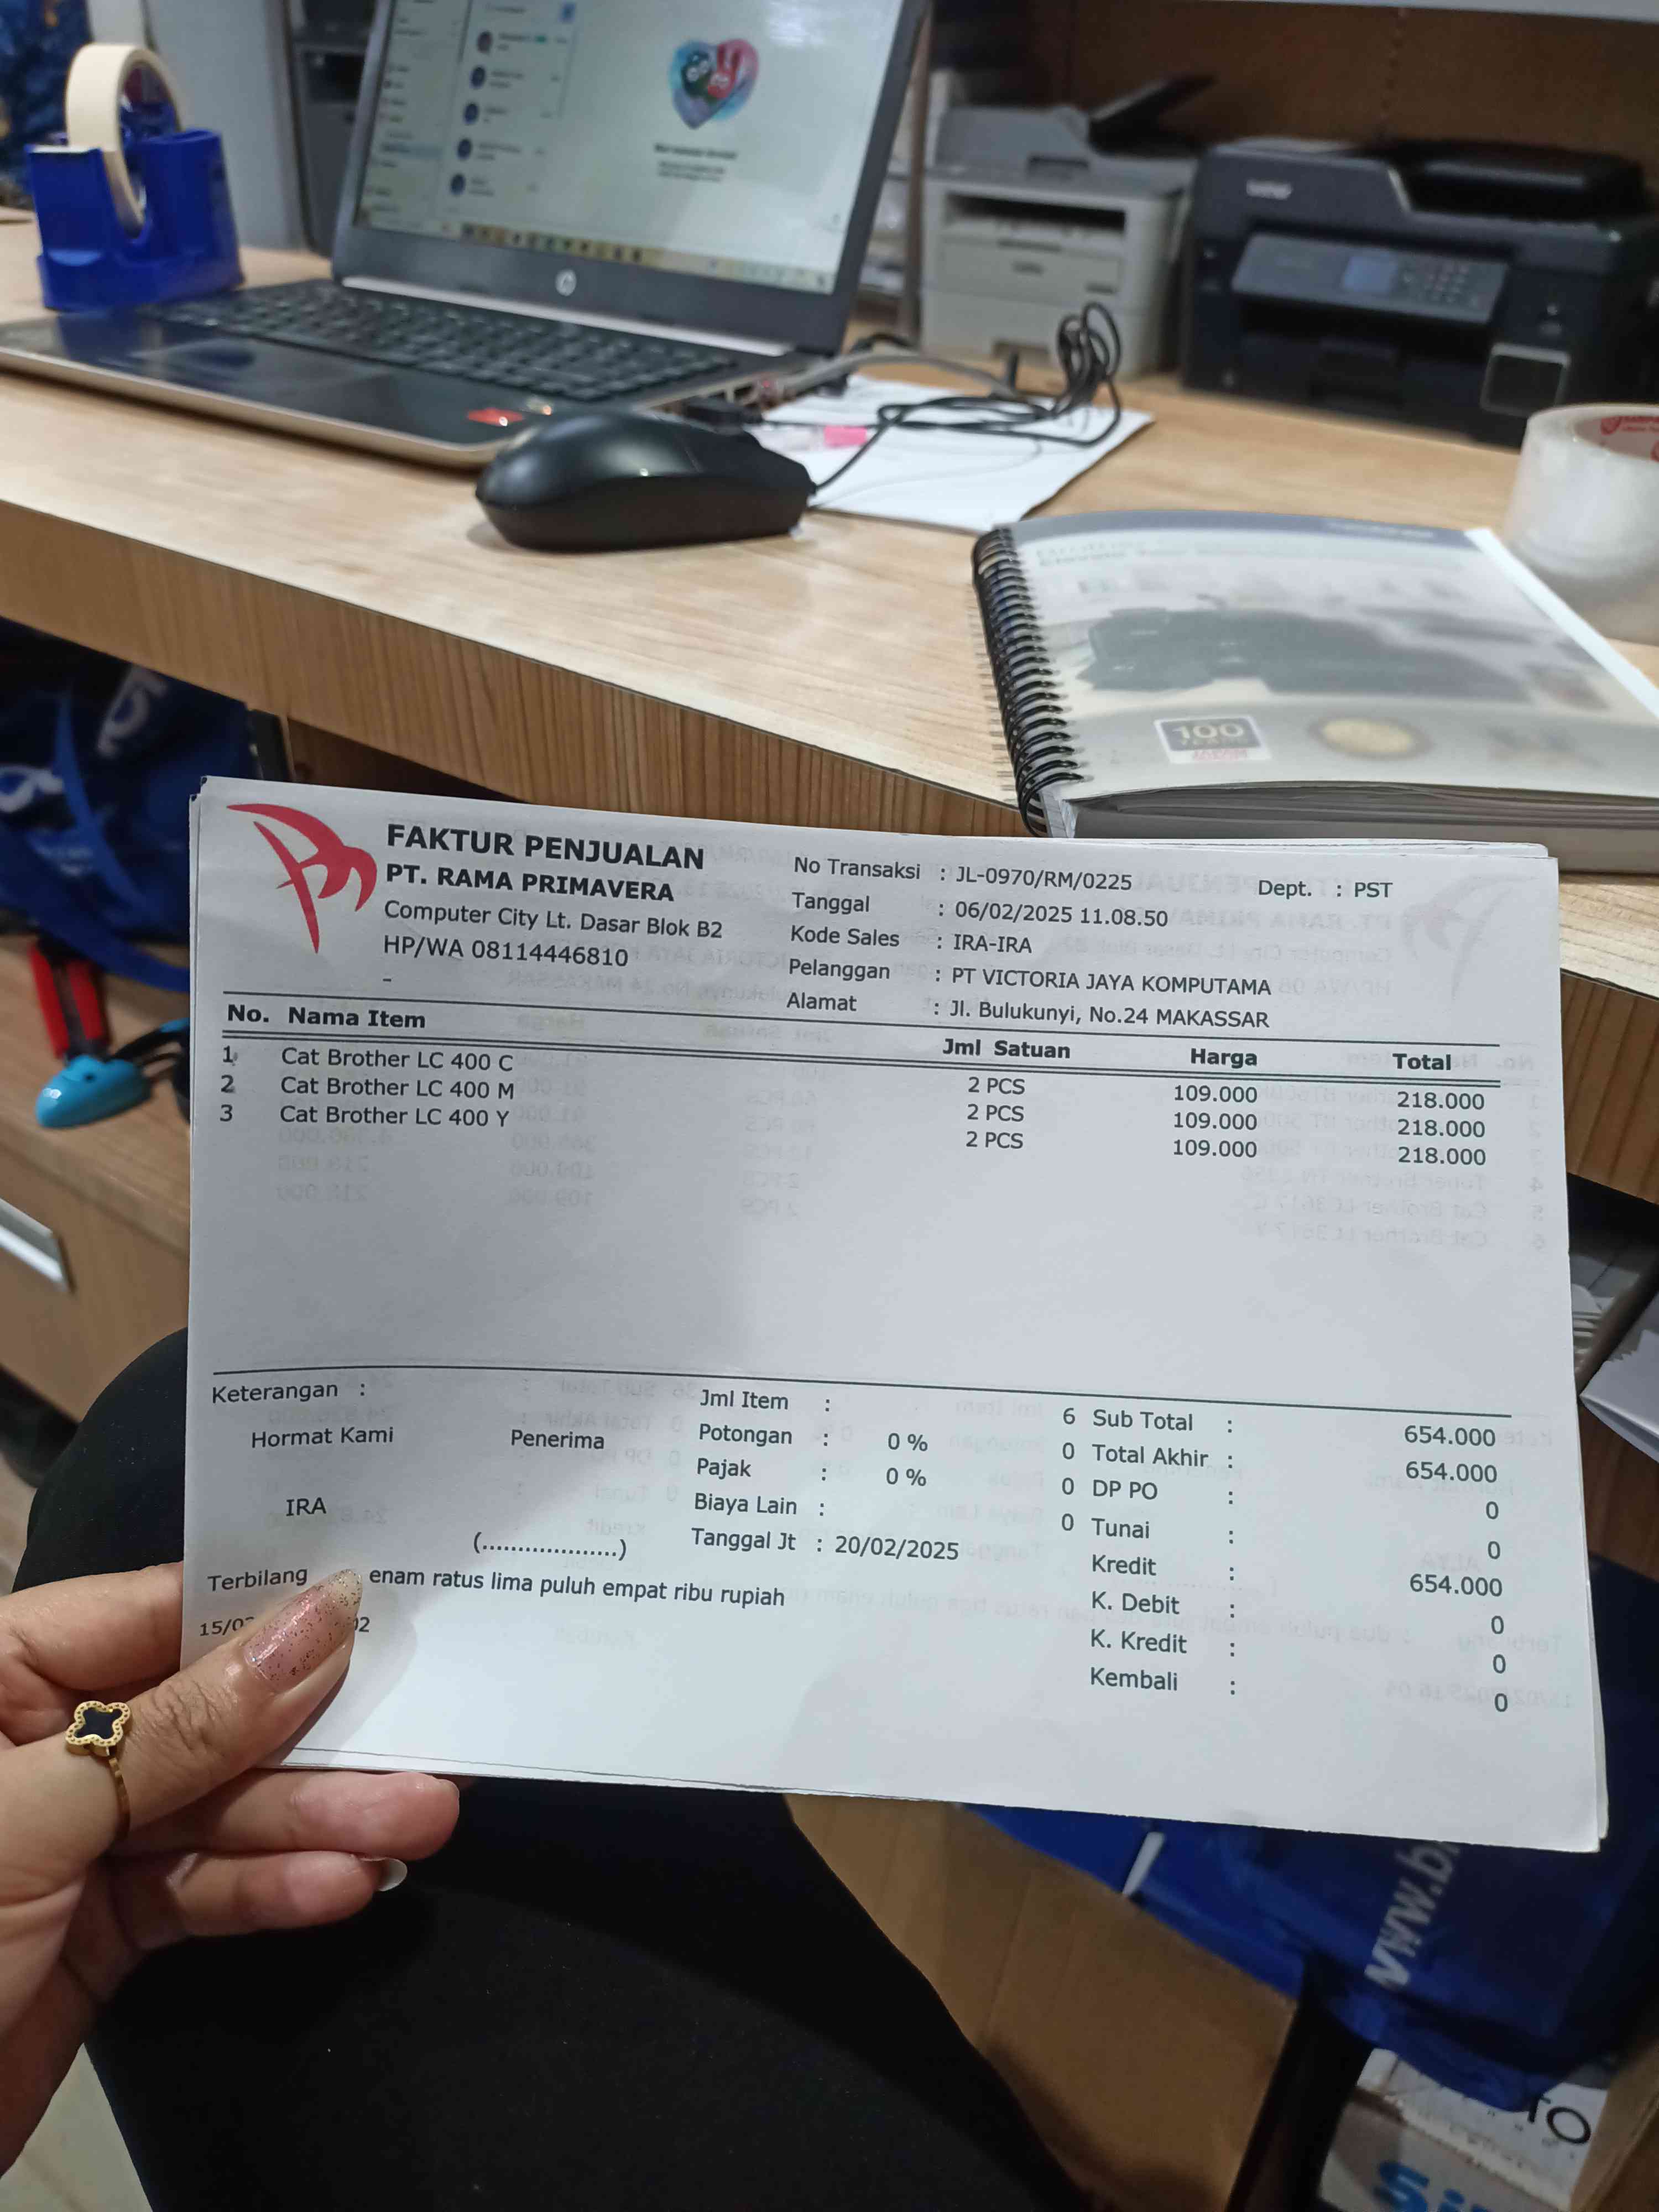 brother
hp
100
FAKTUR PENJUALAN
PT. RAMA PRIMAVERA
Computer City Lt. Dasar Blok B2
HP/WA 08114446810
-
No Transaksi : JL-0970/RM/0225 Dept. : PST
Tanggal : 06/02/2025 11.08.50
Kode Sales : IRA-IRA
Pelanggan : PT VICTORIA JAYA KOMPUTAMA
Alamat : Jl. Bulukunyi, No.24 MAKASSAR
No. Nama Item Jml Satuan Harga Total
1 Cat Brother LC 400 C 2 PCS 109.000 218.000
2 Cat Brother LC 400 M 2 PCS 109.000 218.000
3 Cat Brother LC 400 Y 2 PCS 109.000 218.000
Keterangan :
Hormat Kami Penerima
IRA
(...................)
Jml Item : 6
Potongan : 0 % 0
Pajak : 0 % 0
Biaya Lain : 0
Tanggal Jt : 20/02/2025
Sub Total : 654.000
Total Akhir : 654.000
DP PO : 0
Tunai : 0
Kredit : 654.000
K. Debit : 0
K. Kredit : 0
Kembali : 0
Terbilang enam ratus lima puluh empat ribu rupiah
15/02
www.b
TO